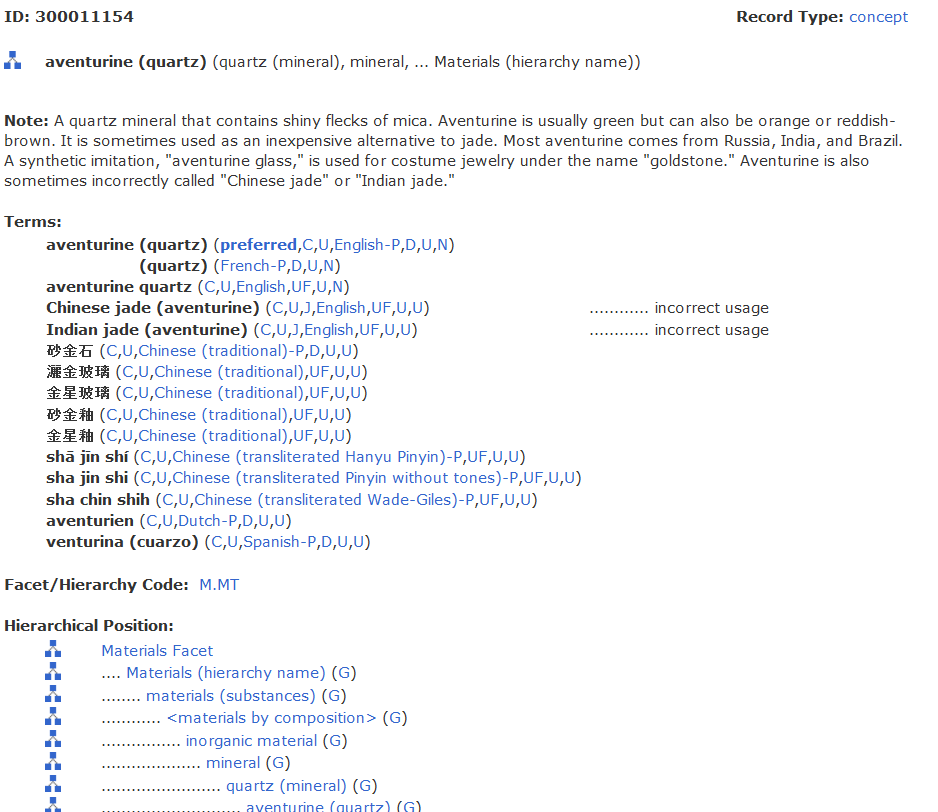 ID: 300011154 Record Type: concept
aventurine (quartz) (quartz (mineral), mineral, ... Materials (hierarchy name))
Note: A quartz mineral that contains shiny flecks of mica. Aventurine is usually green but can also be orange or reddish-
brown. It is sometimes used as an inexpensive alternative to jade. Most aventurine comes from Russia, India, and Brazil.
A synthetic imitation, "aventurine glass," is used for costume jewelry under the name "goldstone." Aventurine is also
sometimes incorrectly called "Chinese jade" or "Indian jade."
Terms:
aventurine (quartz) (preferred,C,U,English-P,D,U,N)
(quartz) (French-P,D,U,N)
aventurine quartz (C,U,English,UF,U,N)
Chinese jade (aventurine) (C,U,J,English,UF,U,U) ............ incorrect usage
Indian jade (aventurine) (C,U,J,English,UF,U,U) ............ incorrect usage
砂金石 (C,U,Chinese (traditional)-P,D,U,U)
灑金玻璃 (C,U,Chinese (traditional),UF,U,U)
金星玻璃 (C,U,Chinese (traditional),UF,U,U)
砂金釉 (C,U,Chinese (traditional),UF,U,U)
金星釉 (C,U,Chinese (traditional),UF,U,U)
shā jīn shí (C,U,Chinese (transliterated Hanyu Pinyin)-P,UF,U,U)
sha jin shi (C,U,Chinese (transliterated Pinyin without tones)-P,UF,U,U)
sha chin shih (C,U,Chinese (transliterated Wade-Giles)-P,UF,U,U)
aventurien (C,U,Dutch-P,D,U,U)
venturina (cuarzo) (C,U,Spanish-P,D,U,U)
Facet/Hierarchy Code: M.MT
Hierarchical Position:
Materials Facet
.... Materials (hierarchy name) (G)
........ materials (substances) (G)
............ <materials by composition> (G)
................ inorganic material (G)
.................... mineral (G)
........................ quartz (mineral) (G)
............................ aventurine (quartz) (G)